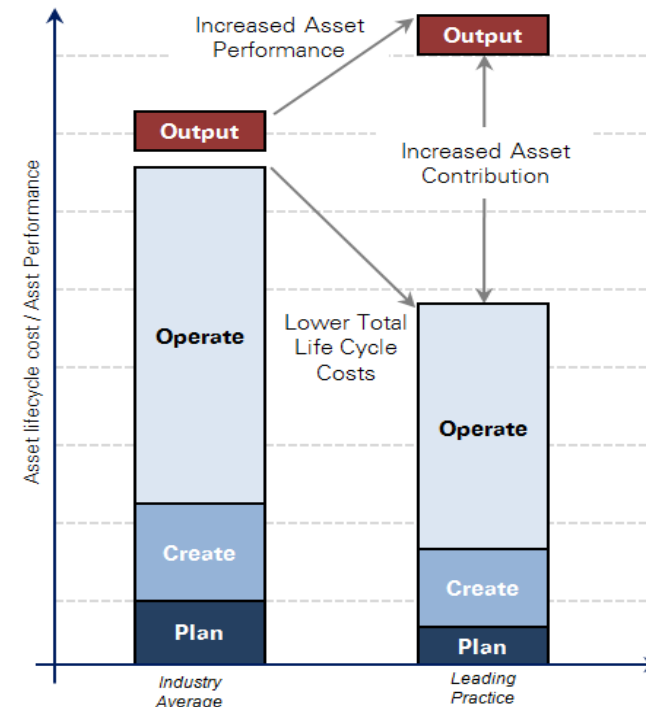 Increased Asset
Performance
Output
Output
Increased Asset
Contribution
Asset lifecycle cost / Asst Performance
Operate
Lower Total
Life Cycle
Costs
Operate
Create
Create
Plan
Plan
Industry
Average
Leading
Practice